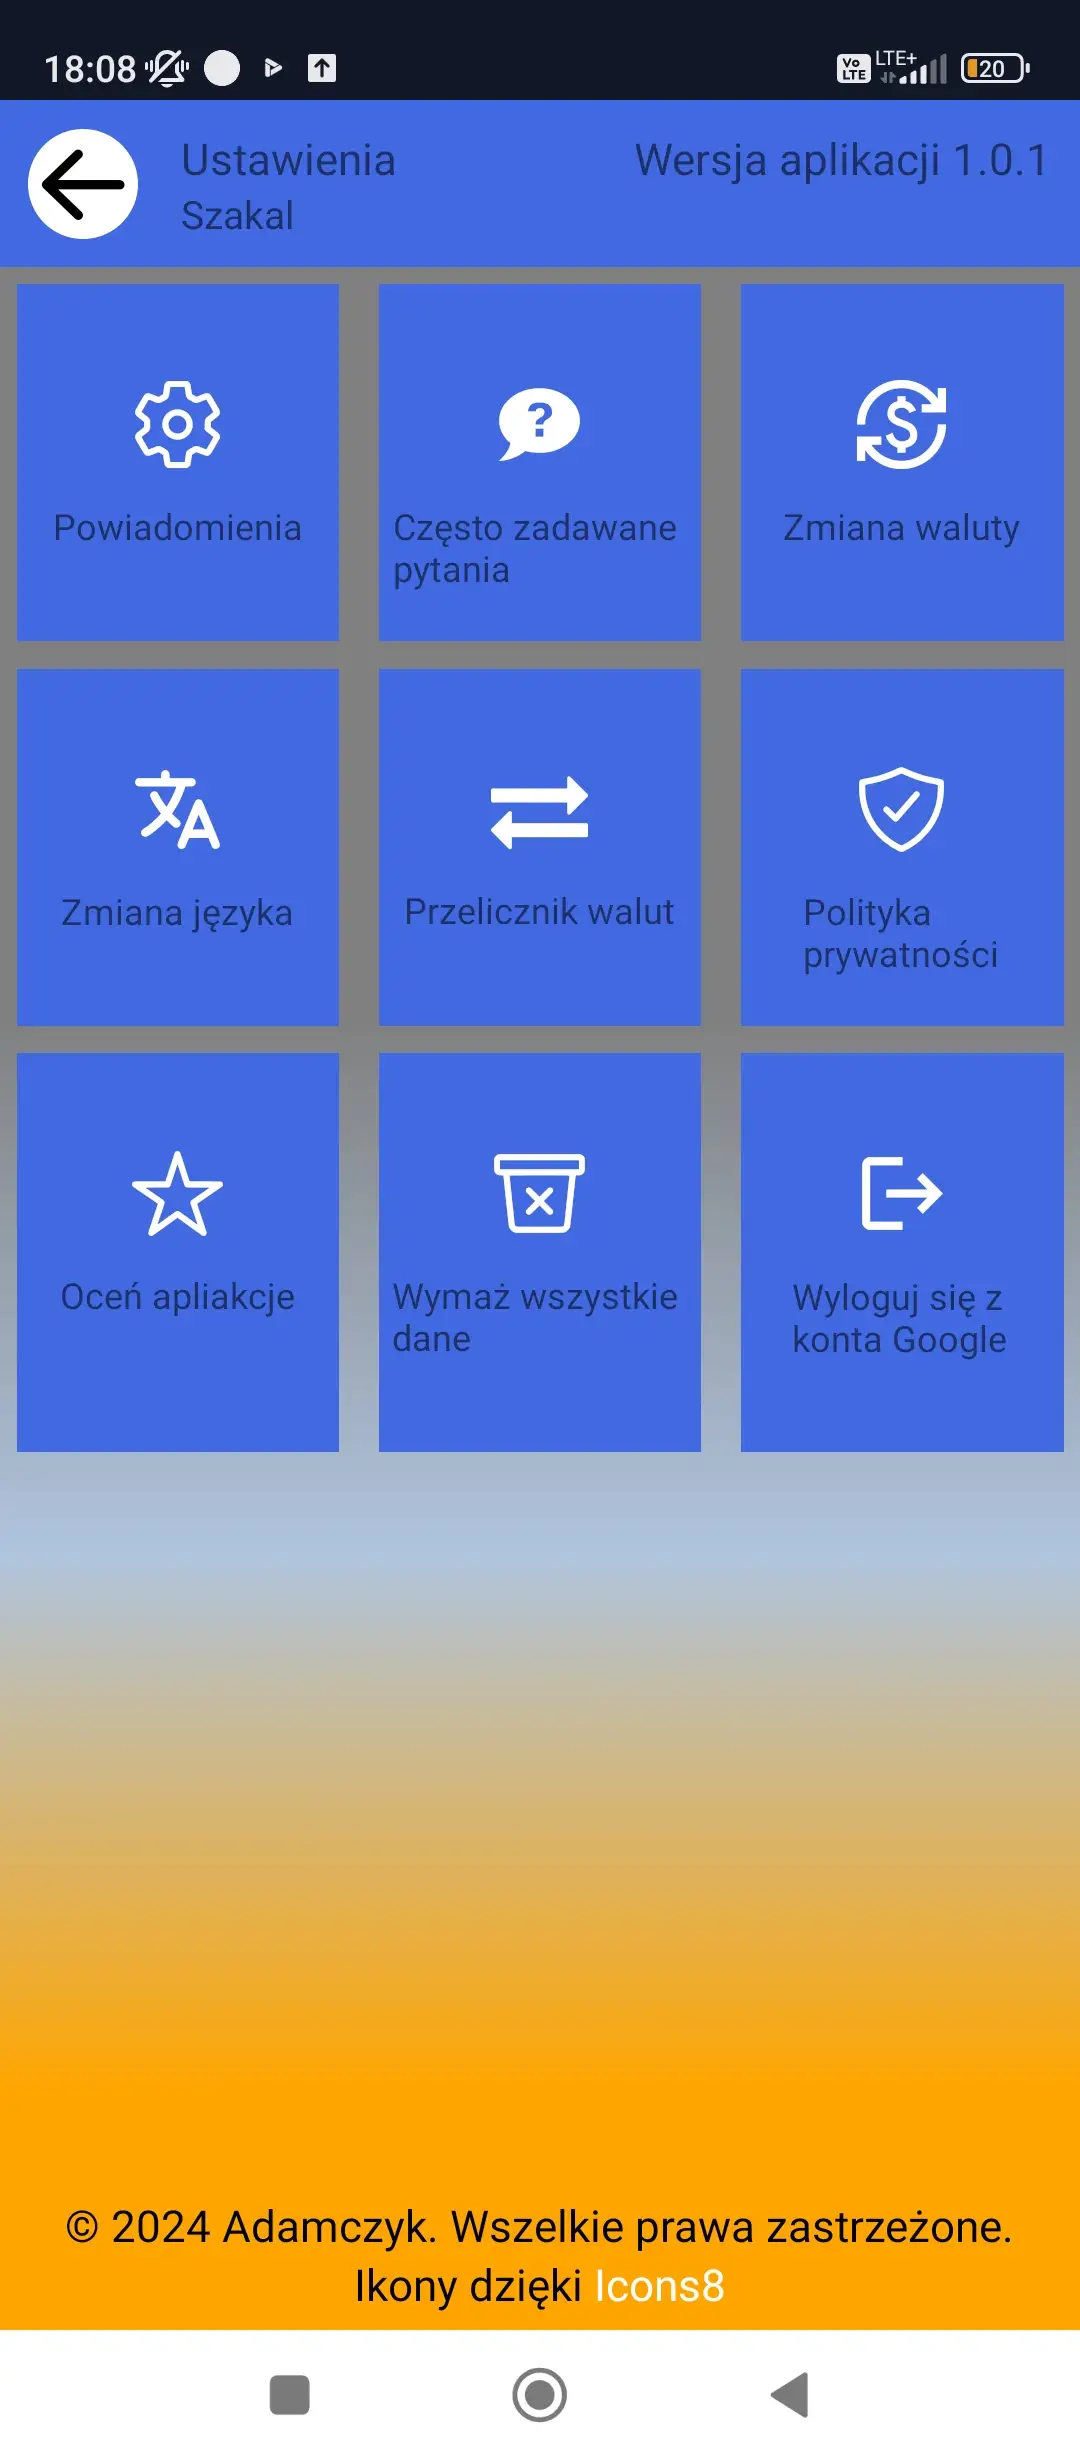 18:08 Vo LTE LTE+ 20
Ustawienia Wersja aplikacji 1.0.1
Szakal
Powiadomienia
Często zadawane
pytania
Zmiana waluty
Zmiana języka
Przelicznik walut
Polityka
prywatności
Oceń apliakcje
Wymaż wszystkie
dane
Wyloguj się z
konta Google
© 2024 Adamczyk. Wszelkie prawa zastrzeżone.
Ikony dzięki Icons8